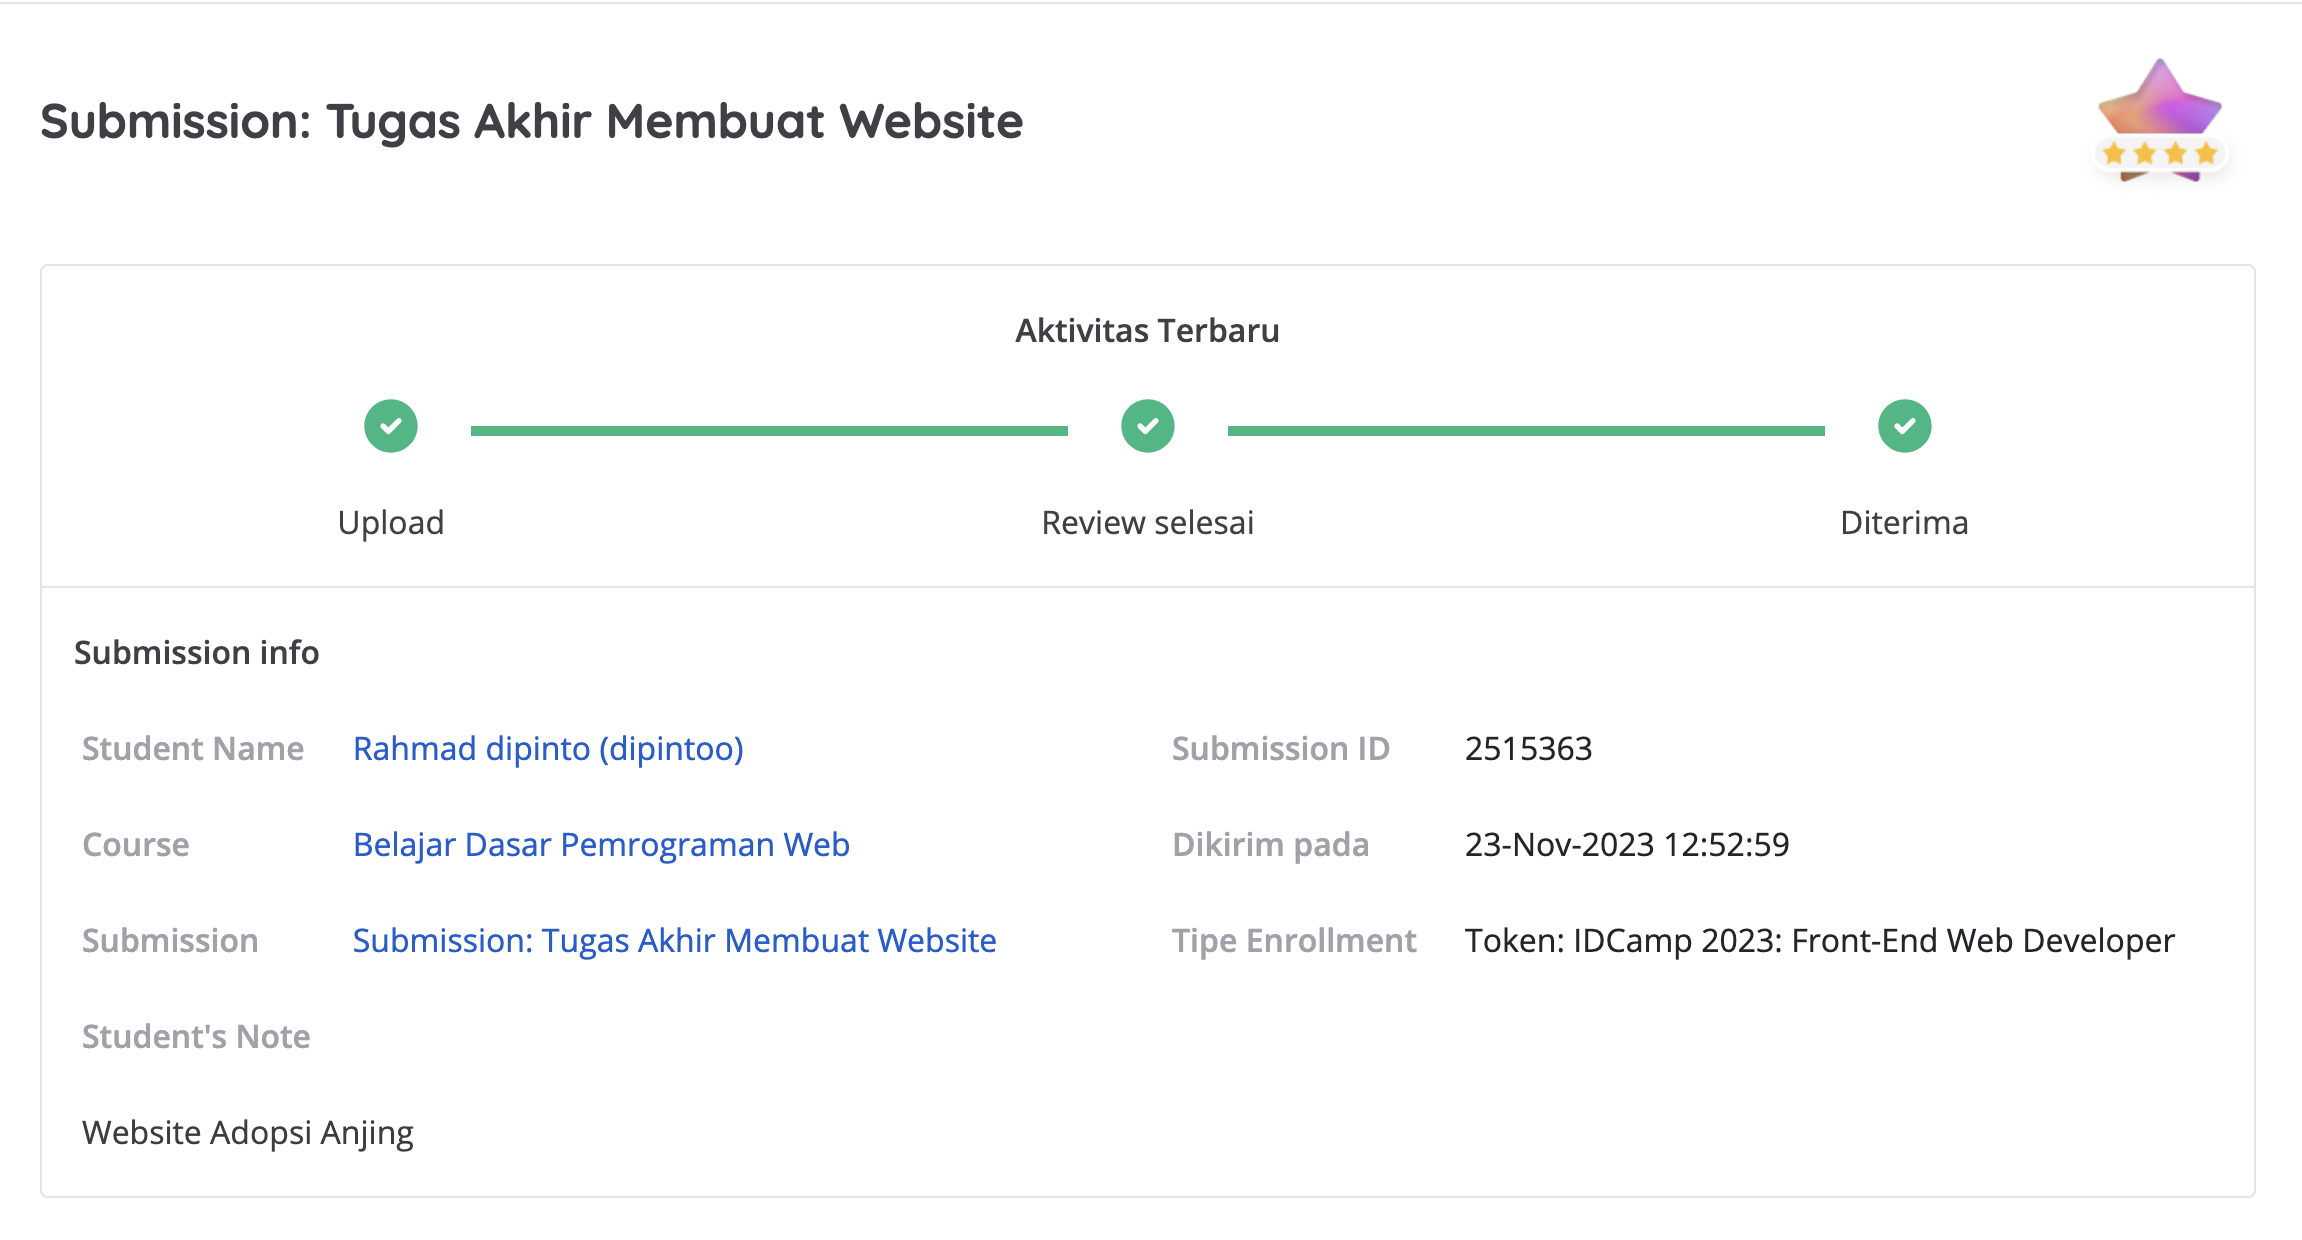 Submission: Tugas Akhir Membuat Website
Aktivitas Terbaru
Upload
Review selesai
Diterima
Submission info
Student Name Rahmad dipinto (dipintoo) Submission ID 2515363
Course Belajar Dasar Pemrograman Web Dikirim pada 23-Nov-2023 12:52:59
Submission Submission: Tugas Akhir Membuat Website Tipe Enrollment Token: IDCamp 2023: Front-End Web Developer
Student's Note
Website Adopsi Anjing